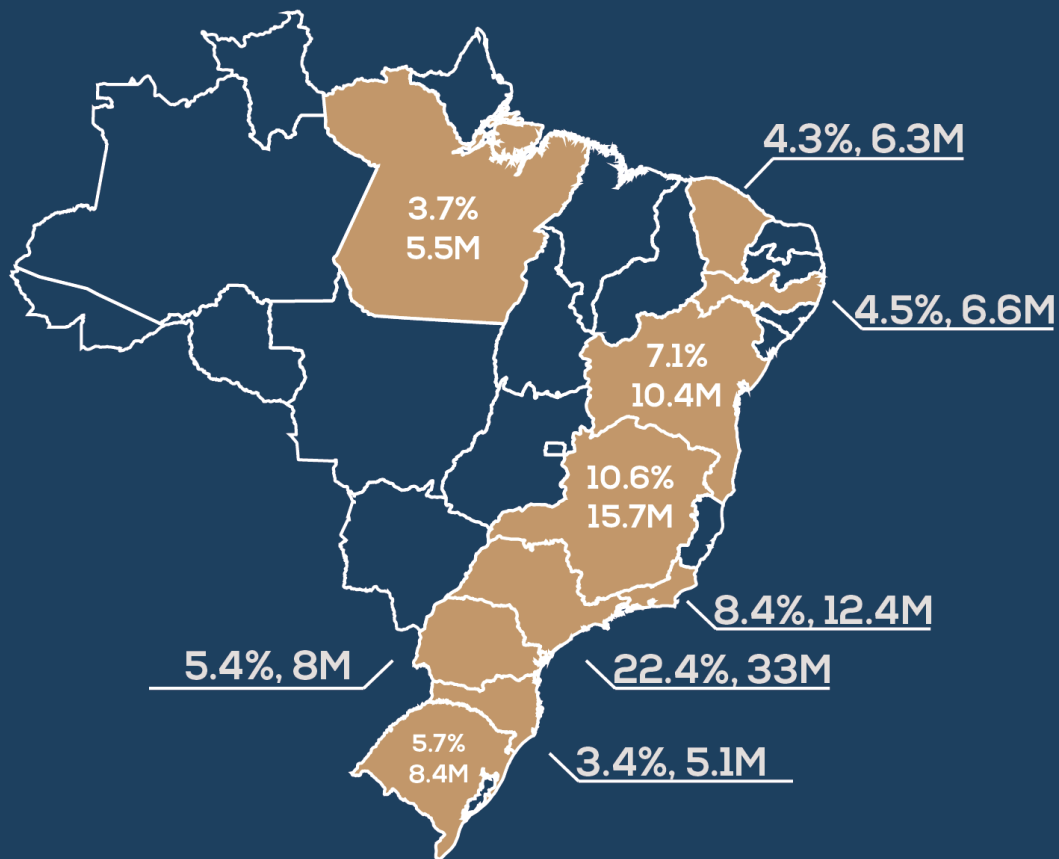 4.3%, 6.3M
3.7%
5.5M
4.5%, 6.6M
7.1%
10.4M
10.6%
15.7M
8.4%, 12.4M
5.4%, 8M
22.4%, 33M
5.7%
8.4M
3.4%, 5.1M